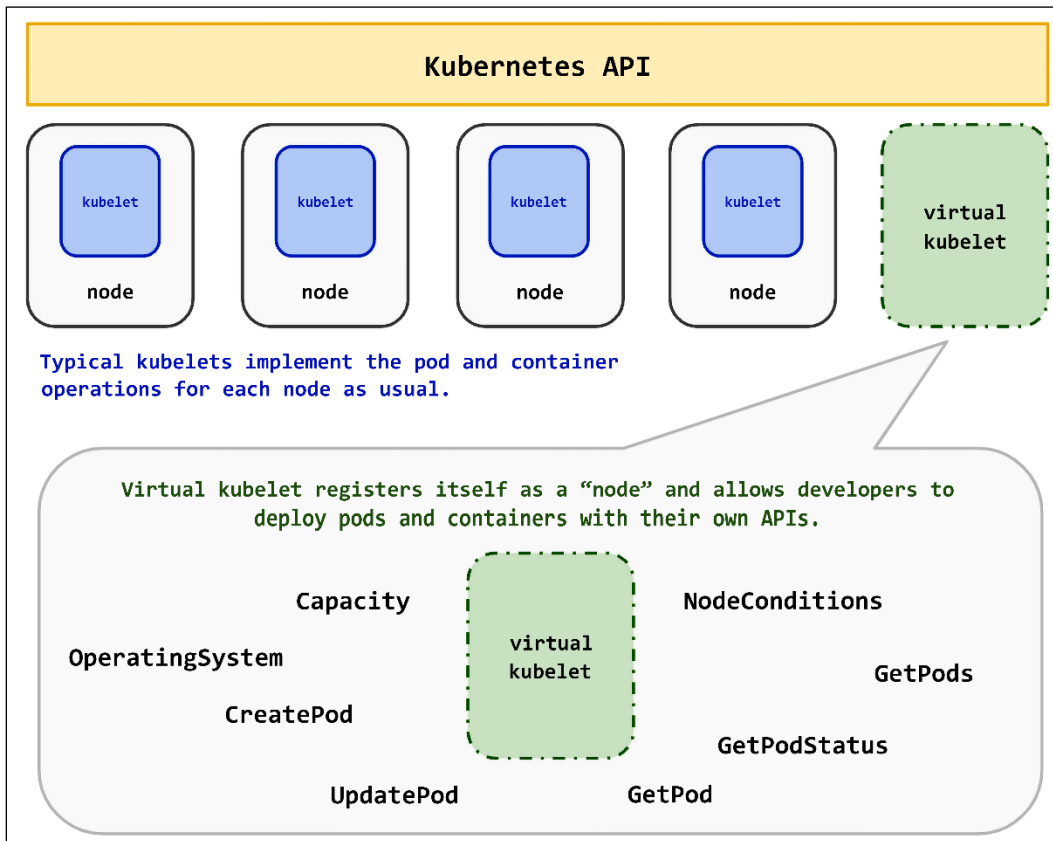 Kubernetes API
kubelet
kubelet
kubelet
kubelet
virtual
kubelet
node
node
node
node
Typical kubelets implement the pod and container
operations for each node as usual.
Virtual kubelet registers itself as a “node” and allows developers to
deploy pods and containers with their own APIs.
Capacity
NodeConditions
virtual
kubelet
OperatingSystem
GetPods
CreatePod
GetPodStatus
UpdatePod
GetPod